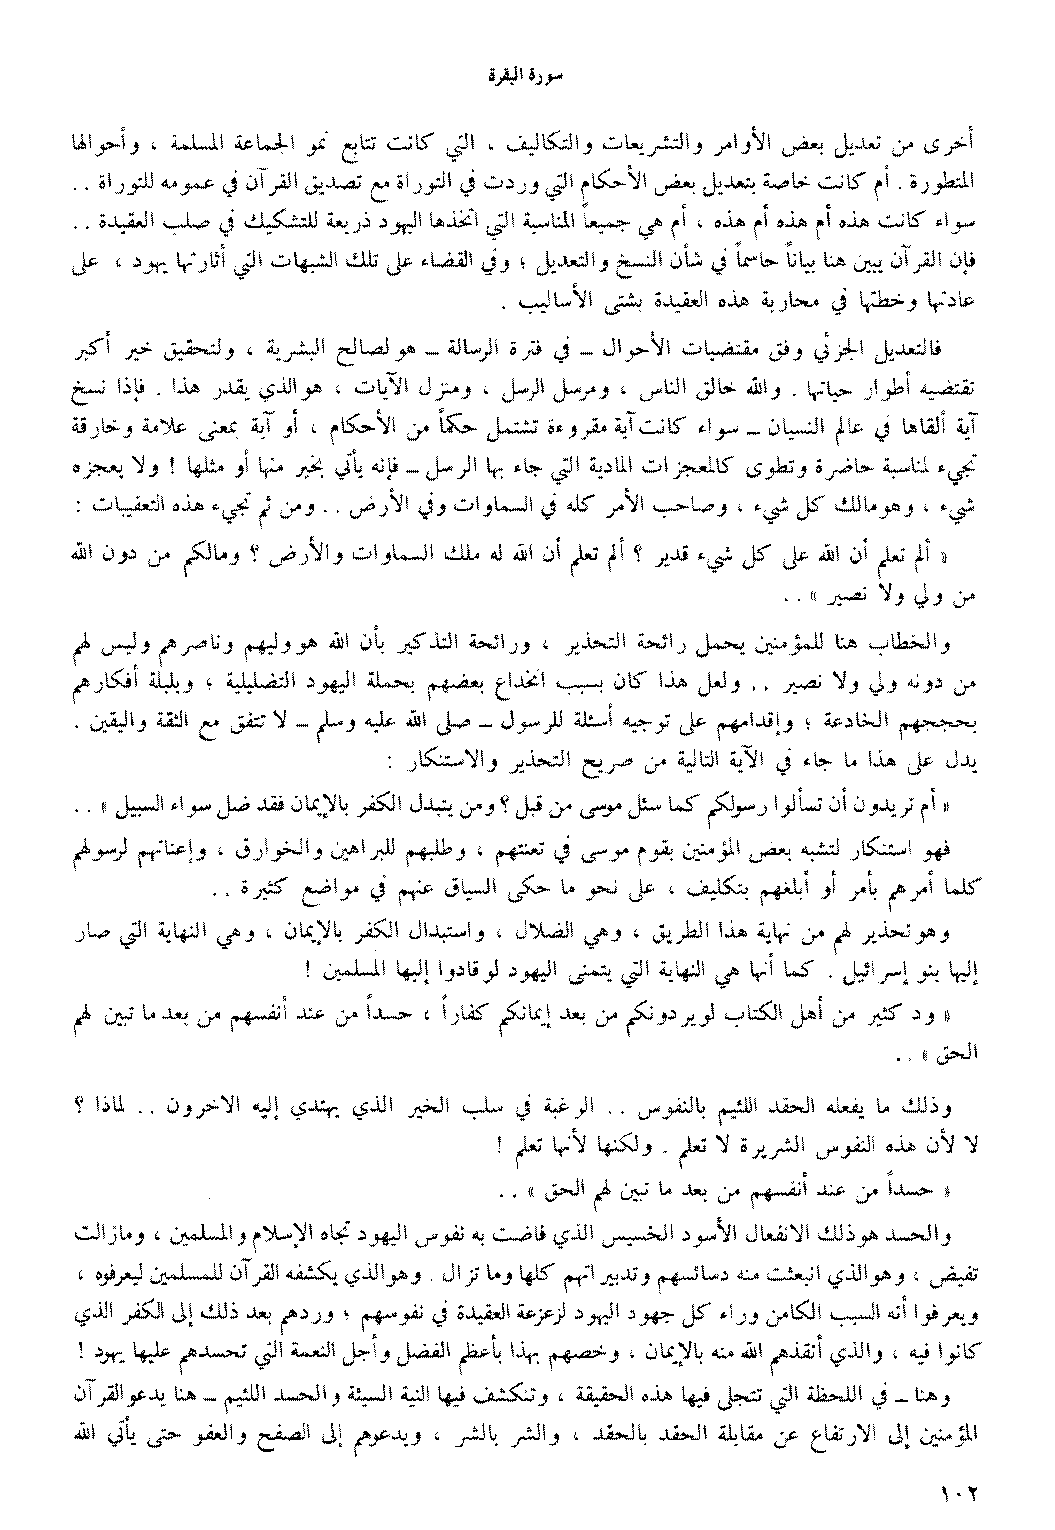 سورة البقرة
أخرى من تعديل بعض الأوامر والتشريعات والتكاليف ، التي كانت تتابع نمو الجماعة المسلمة ، وأحوالها
المتطورة . أم كانت خاصة بتعديل بعض الأحكام التي وردت في التوراة مع تصديق القرآن في عمومه للتوراة ..
سواء كانت هذه أم هذه أم هذه ، أم هي جميعاً المناسبة التي اتخذها اليهود ذريعة للتشكيك في صلب العقيدة ..
فإن القرآن يبين هنا بياناً حاسماً في شأن النسخ والتعديل ؛ وفي القضاء على تلك الشبهات التي أثارتها يهود ، على
عادتها وخطتها في محاربة هذه العقيدة بشتى الأساليب .
فالتعديل الجزئي وفق مقتضيات الأحوال – في فترة الرسالة – هو لصالح البشرية ، ولتحقيق خير أكبر
تقتضيه أطوار حياتها . والله خالق الناس ، ومرسل الرسل ، ومنزل الآيات ، هو الذي يقدر هذا . فإذا نسخ
آية ألقاها في عالم النسيان – سواء كانت آية مقروءة تشتمل حكماً من الأحكام ، أو آية بمعنى علامة وخارقة
تجيء لمناسبة حاضرة وتطوى كالمعجزات المادية التي جاء بها الرسل – فإنه يأتي بخير منها أو مثلها ! ولا يعجزه
شيء ، وهو مالك كل شيء ، وصاحب الأمر كله في السماوات وفي الأرض .. ومن ثم تجيء هذه التعقيبات :
« ألم تعلم أن الله على كل شيء قدير ؟ ألم تعلم أن الله له ملك السماوات والأرض ؟ ومالكم من دون الله
من ولي ولا نصير » ..
والخطاب هنا للمؤمنين يحمل رائحة التحذير ، ورائحة التذكير بأن الله هو وليهم وناصرهم وليس لهم
من دونه ولي ولا نصير .. ولعل هذا كان بسبب انخداع بعضهم بحملة اليهود التضليلية ؛ وبلبلة أفكارهم
بحججهم الخادعة ؛ وإقدامهم على توجيه أسئلة للرسول – صلى الله عليه وسلم – لا تتفق مع الثقة واليقين .
يدل على هذا ما جاء في الآية التالية من صريح التحذير والاستنكار :
« أم تريدون أن تسألوا رسولكم كما سئل موسى من قبل ؟ ومن يتبدل الكفر بالإيمان فقد ضل سواء السبيل » ..
فهو استنكار لتشبه بعض المؤمنين بقوم موسى في تعنتهم ، وطلبهم للبراهين والخوارق ، وإعناتهم لرسولهم
كلما أمرهم بأمر أو أبلغهم بتكليف ، على نحو ما حكى السياق عنهم في مواضع كثيرة ..
وهو تحذير لهم من نهاية هذا الطريق ، وهي الضلال ، واستبدال الكفر بالإيمان ، وهي النهاية التي صار
إليها بنو إسرائيل . كما أنها هي النهاية التي يتمنى اليهود لو قادوا إليها المسلمين !
« ود كثير من أهل الكتاب لو يردونكم من بعد إيمانكم كفاراً ، حسداً من عند أنفسهم من بعد ما تبين لهم
الحق » ..
وذلك ما يفعله الحقد اللئيم بالنفوس .. الرغبة في سلب الخير الذي يهتدي إليه الآخرون .. لماذا ؟
لا لأن هذه النفوس الشريرة لا تعلم . ولكنها لأنها تعلم !
« حسداً من عند أنفسهم من بعد ما تبين لهم الحق » ..
والحسد هو ذلك الانفعال الأسود الخسيس الذي فاضت به نفوس اليهود تجاه الإسلام والمسلمين ، ومازالت
تفيض ، وهو الذي انبعثت منه دسائسهم وتدبيراتهم كلها وما تزال . وهو الذي يكشفه القرآن للمسلمين ليعرفوه ،
ويعرفوا أنه السبب الكامن وراء كل جهود اليهود لزعزعة العقيدة في نفوسهم ؛ وردهم بعد ذلك إلى الكفر الذي
كانوا فيه ، والذي أنقذهم الله منه بالإيمان ، وخصهم بهذا بأعظم الفضل وأجل النعمة التي تحسدهم عليها يهود !
وهنا – في اللحظة التي تتجلى فيها هذه الحقيقة ، وتنكشف فيها النية السيئة والحسد اللئيم – هنا يدعو القرآن
المؤمنين إلى الارتفاع عن مقابلة الحقد بالحقد ، والشر بالشر ، ويدعوهم إلى الصفح والعفو حتى يأتي الله
١٠٢